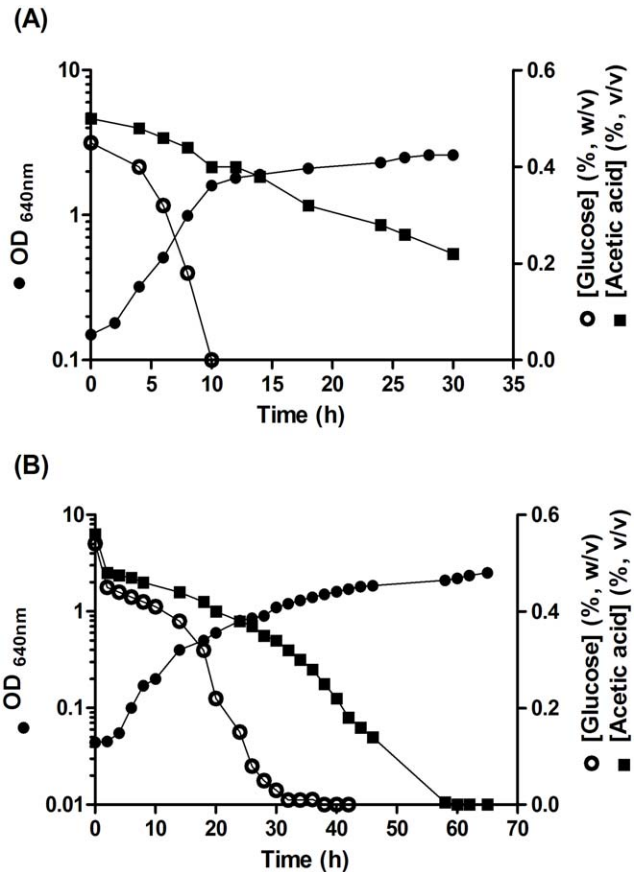 (A)
10
1
0.1
0.6
0.4
0.2
0.0
0 5 10 15 20 25 30 35
Time (h)
● OD 640nm
○ [Glucose] (%, w/v)
■ [Acetic acid] (%, v/v)
(B)
10
1
0.1
0.01
0.6
0.4
0.2
0.0
0 10 20 30 40 50 60 70
Time (h)
● OD 640nm
○ [Glucose] (%, w/v)
■ [Acetic acid] (%, v/v)